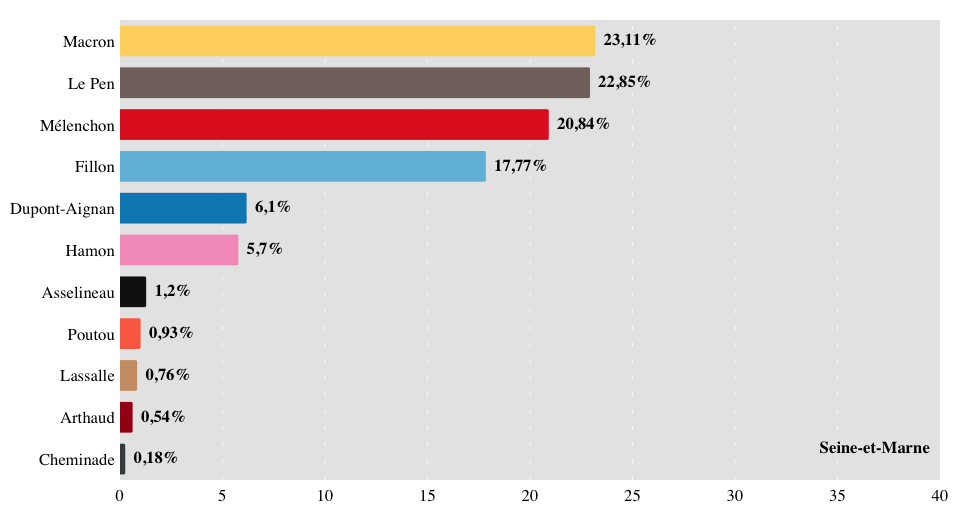 Macron 23,11%
Le Pen 22,85%
Mélenchon 20,84%
Fillon 17,77%
Dupont-Aignan 6,1%
Hamon 5,7%
Asselineau 1,2%
Poutou 0,93%
Lassalle 0,76%
Arthaud 0,54%
Seine-et-Marne
Cheminade 0,18%
0 5 10 15 20 25 30 35 40